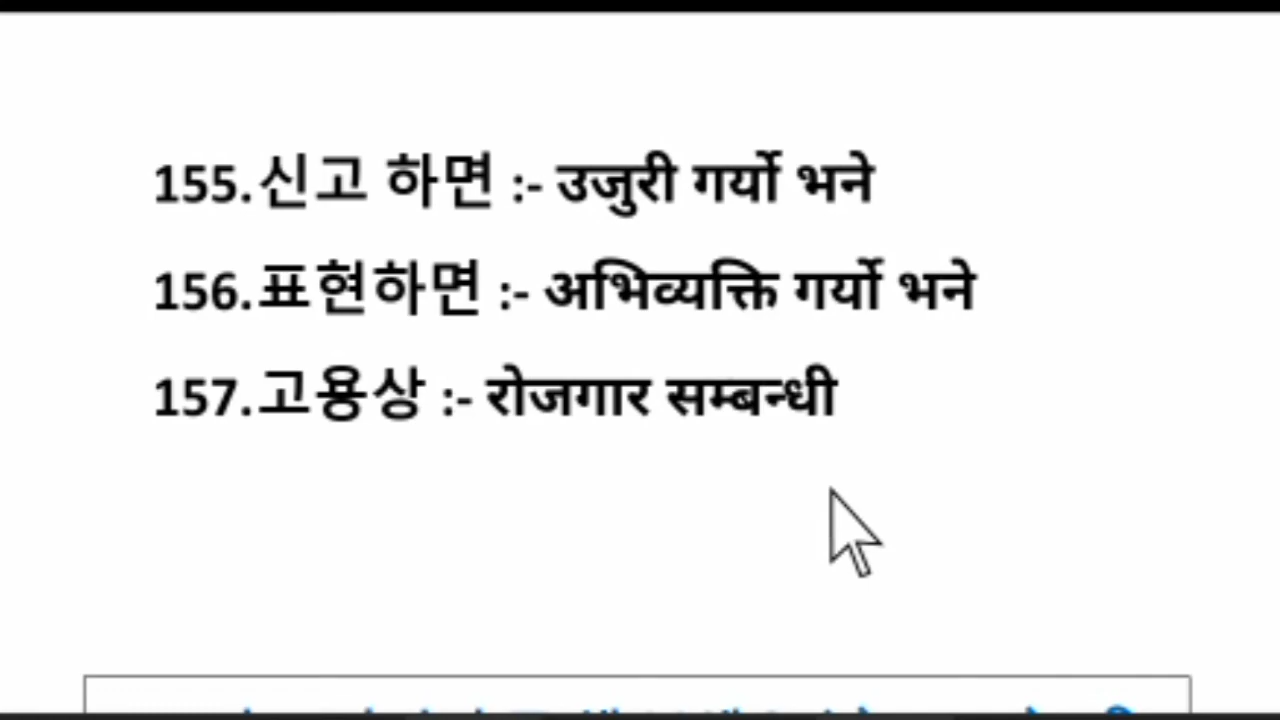 155.신고 하면 :- उजुरी गर्यो भने
156.표현하면 :- अभिव्यक्ति गर्यो भने
157.고용상 :- रोजगार सम्बन्धी